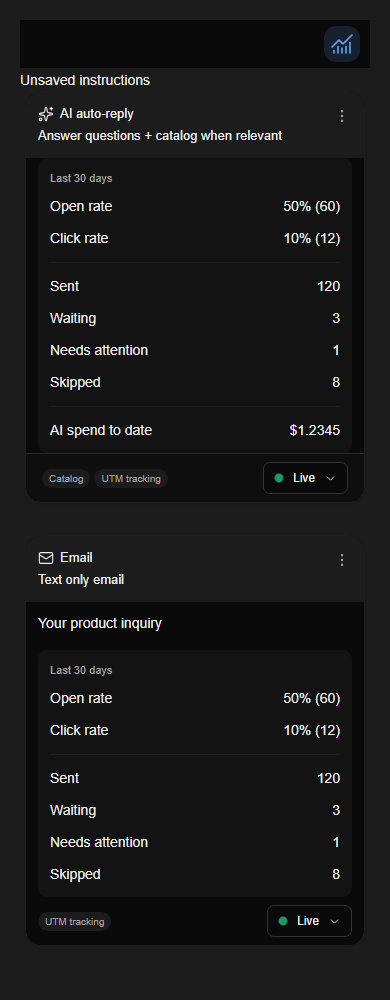 Unsaved instructions
AI auto-reply
Answer questions + catalog when relevant
Last 30 days
Open rate 50% (60)
Click rate 10% (12)
Sent 120
Waiting 3
Needs attention 1
Skipped 8
AI spend to date $1.2345
Catalog UTM tracking Live
Email
Text only email
Your product inquiry
Last 30 days
Open rate 50% (60)
Click rate 10% (12)
Sent 120
Waiting 3
Needs attention 1
Skipped 8
UTM tracking Live